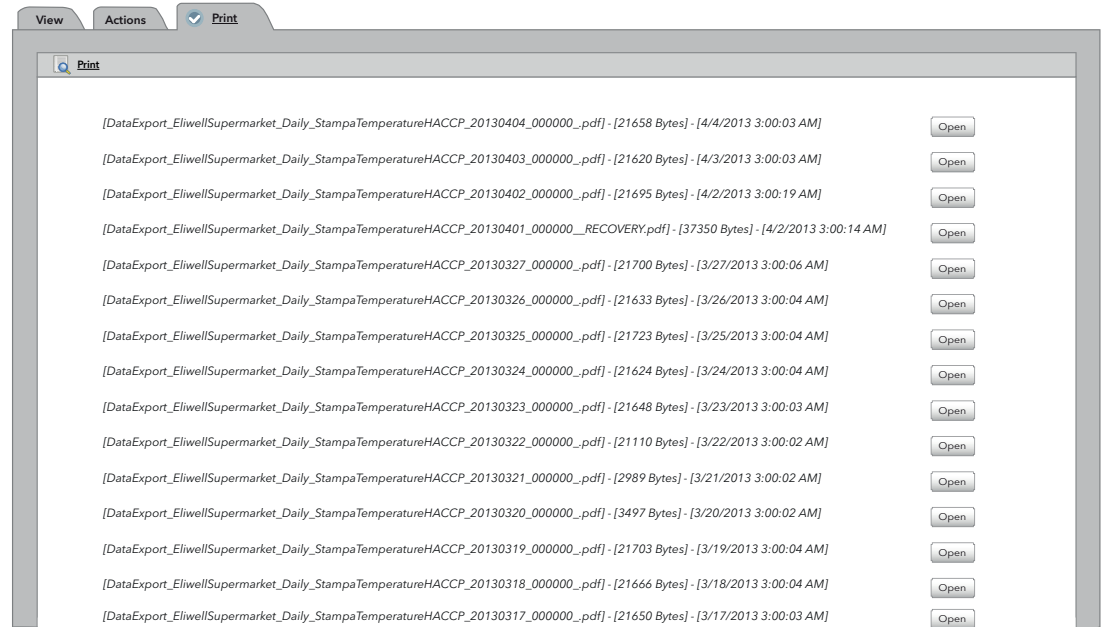 View Actions Print
Print
[DataExport_EliwellSupermarket_Daily_StampaTemperatureHACCP_20130404_000000_.pdf] - [21658 Bytes] - [4/4/2013 3:00:03 AM] Open
[DataExport_EliwellSupermarket_Daily_StampaTemperatureHACCP_20130403_000000_.pdf] - [21620 Bytes] - [4/3/2013 3:00:03 AM] Open
[DataExport_EliwellSupermarket_Daily_StampaTemperatureHACCP_20130402_000000_.pdf] - [21695 Bytes] - [4/2/2013 3:00:19 AM] Open
[DataExport_EliwellSupermarket_Daily_StampaTemperatureHACCP_20130401_000000__RECOVERY.pdf] - [37350 Bytes] - [4/2/2013 3:00:14 AM] Open
[DataExport_EliwellSupermarket_Daily_StampaTemperatureHACCP_20130327_000000_.pdf] - [21700 Bytes] - [3/27/2013 3:00:06 AM] Open
[DataExport_EliwellSupermarket_Daily_StampaTemperatureHACCP_20130326_000000_.pdf] - [21633 Bytes] - [3/26/2013 3:00:04 AM] Open
[DataExport_EliwellSupermarket_Daily_StampaTemperatureHACCP_20130325_000000_.pdf] - [21723 Bytes] - [3/25/2013 3:00:04 AM] Open
[DataExport_EliwellSupermarket_Daily_StampaTemperatureHACCP_20130324_000000_.pdf] - [21624 Bytes] - [3/24/2013 3:00:04 AM] Open
[DataExport_EliwellSupermarket_Daily_StampaTemperatureHACCP_20130323_000000_.pdf] - [21648 Bytes] - [3/23/2013 3:00:03 AM] Open
[DataExport_EliwellSupermarket_Daily_StampaTemperatureHACCP_20130322_000000_.pdf] - [21110 Bytes] - [3/22/2013 3:00:02 AM] Open
[DataExport_EliwellSupermarket_Daily_StampaTemperatureHACCP_20130321_000000_.pdf] - [2989 Bytes] - [3/21/2013 3:00:02 AM] Open
[DataExport_EliwellSupermarket_Daily_StampaTemperatureHACCP_20130320_000000_.pdf] - [3497 Bytes] - [3/20/2013 3:00:02 AM] Open
[DataExport_EliwellSupermarket_Daily_StampaTemperatureHACCP_20130319_000000_.pdf] - [21703 Bytes] - [3/19/2013 3:00:04 AM] Open
[DataExport_EliwellSupermarket_Daily_StampaTemperatureHACCP_20130318_000000_.pdf] - [21666 Bytes] - [3/18/2013 3:00:04 AM] Open
[DataExport_EliwellSupermarket_Daily_StampaTemperatureHACCP_20130317_000000_.pdf] - [21650 Bytes] - [3/17/2013 3:00:03 AM] Open